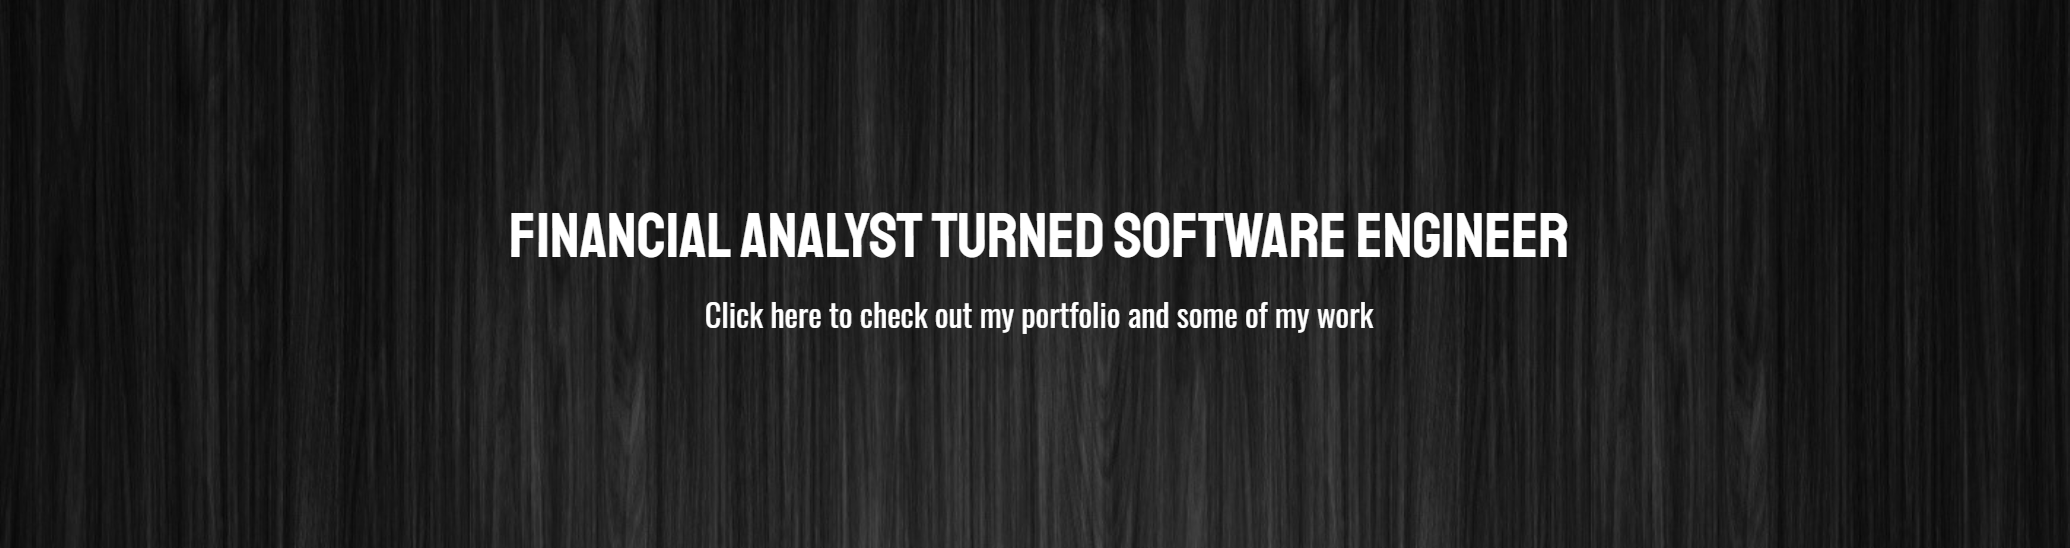 FINANCIAL ANALYST TURNED SOFTWARE ENGINEER
Click here to check out my portfolio and some of my work